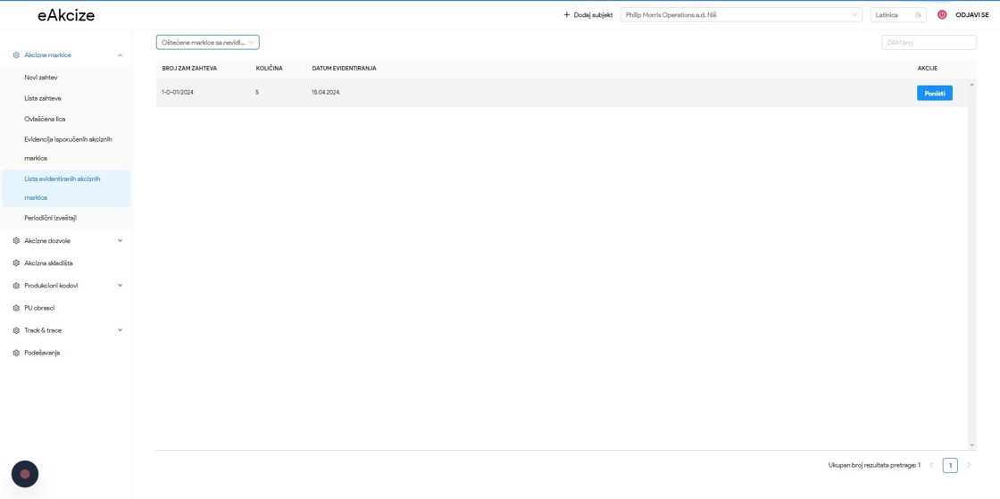 eAkcize
Dodaj subjekt
Philip Morris Operations a.d. Niš
Latinica
ODJAVI SE
Akcizne markice
Novi zahtev
Lista zahteva
Ovlašćena lica
Evidencija isporučenih akciznih
markica
Lista evidentiranih akciznih
markica
Periodični izveštaji
Akcizne dozvole
Akcizna skladišta
Produkcioni kodovi
PU obrasci
Track & trace
Podešavanja
Oštećene markice sa nevidl...
ZAM broj
BROJ ZAM ZAHTEVA
KOLIČINA
DATUM EVIDENTIRANJA
AKCIJE
1-D-01/2024
5
15.04.2024.
Poništi
Ukupan broj rezultata pretrage: 1
1